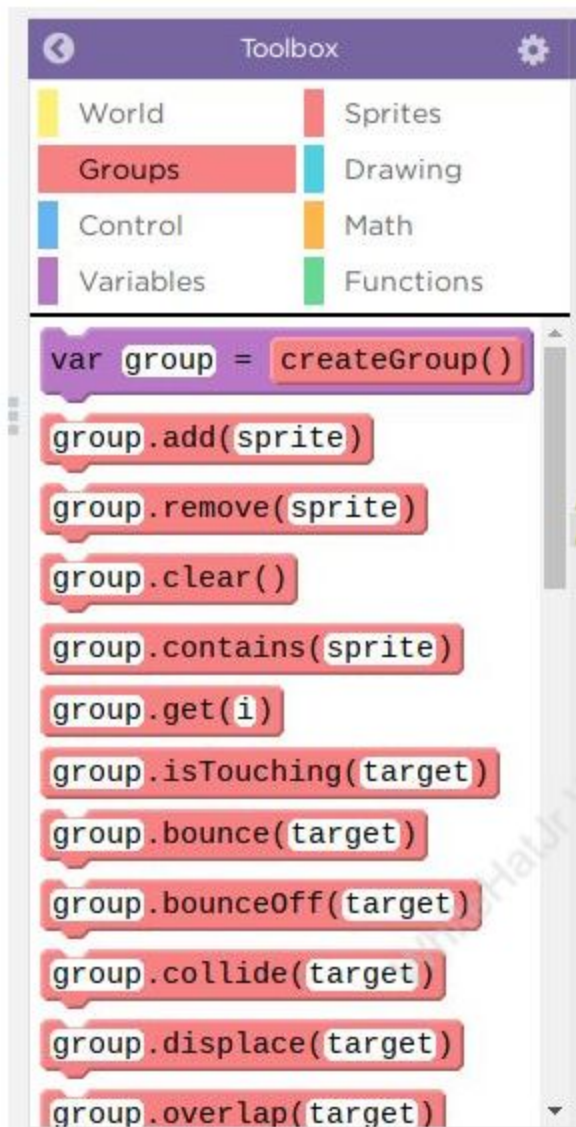 Toolbox
World Sprites
Groups Drawing
Control Math
Variables Functions
var group = createGroup()
group.add(sprite)
group.remove(sprite)
group.clear()
group.contains(sprite)
group.get(i)
group.isTouching(target)
group.bounce(target)
group.bounceOff(target)
group.collide(target)
group.displace(target)
group.overlap(target)